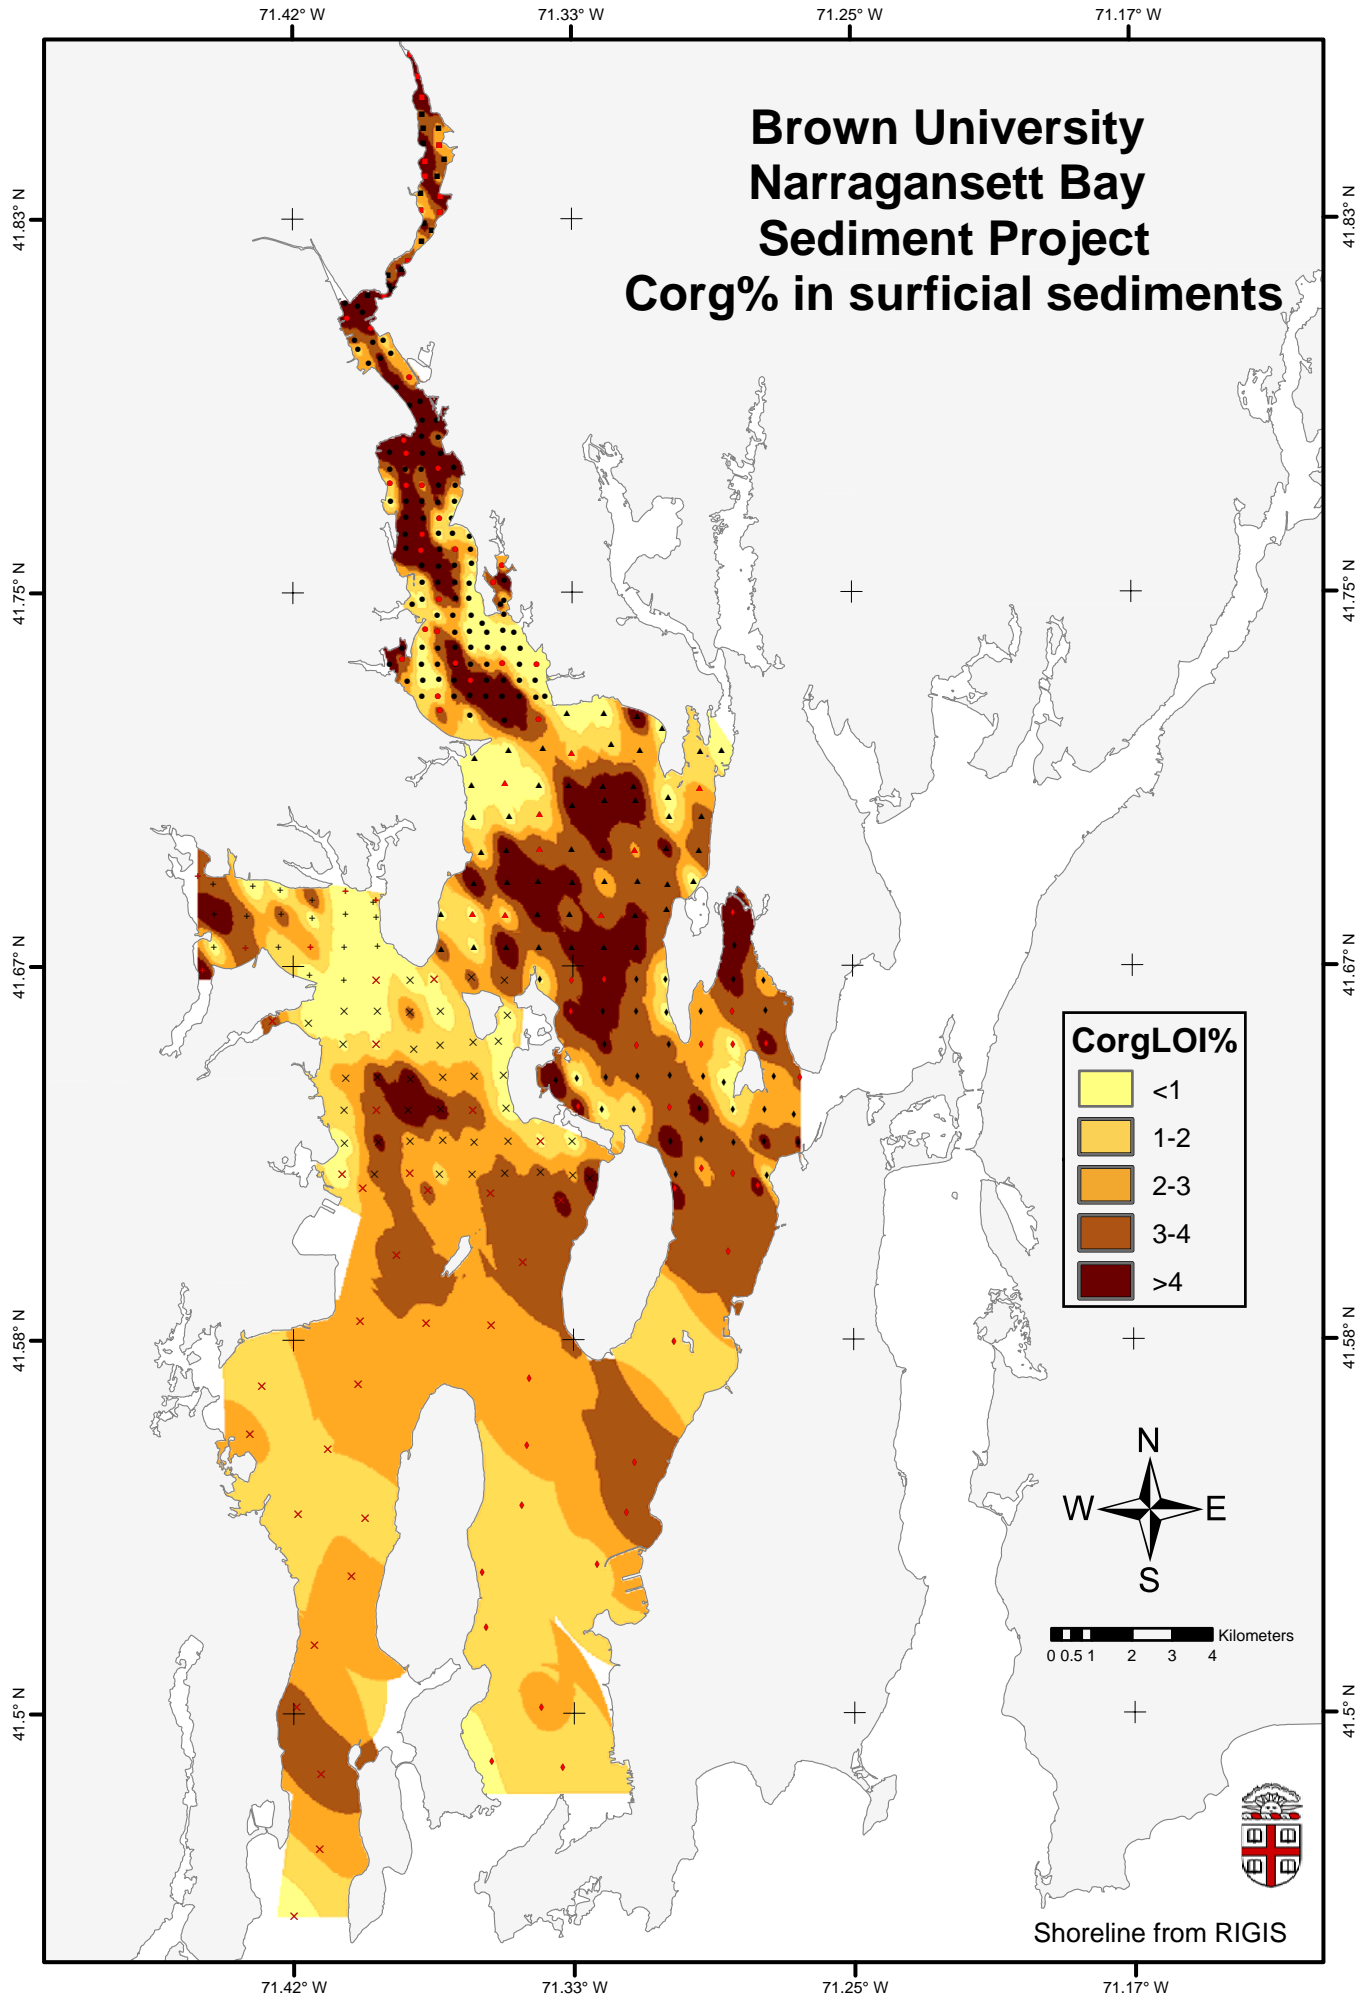 71.42° W 71.33° W 71.25° W 71.17° W
Brown University
Narragansett Bay
Sediment Project
Corg% in surficial sediments
41.83° N 41.83° N
41.75° N 41.75° N
41.67° N 41.67° N
CorgLOI%
<1
1-2
2-3
3-4
>4
41.58° N 41.58° N
N
W E
S
Kilometers
0 0.5 1 2 3 4
41.5° N 41.5° N
Shoreline from RIGIS
71.42° W 71.33° W 71.25° W 71.17° W